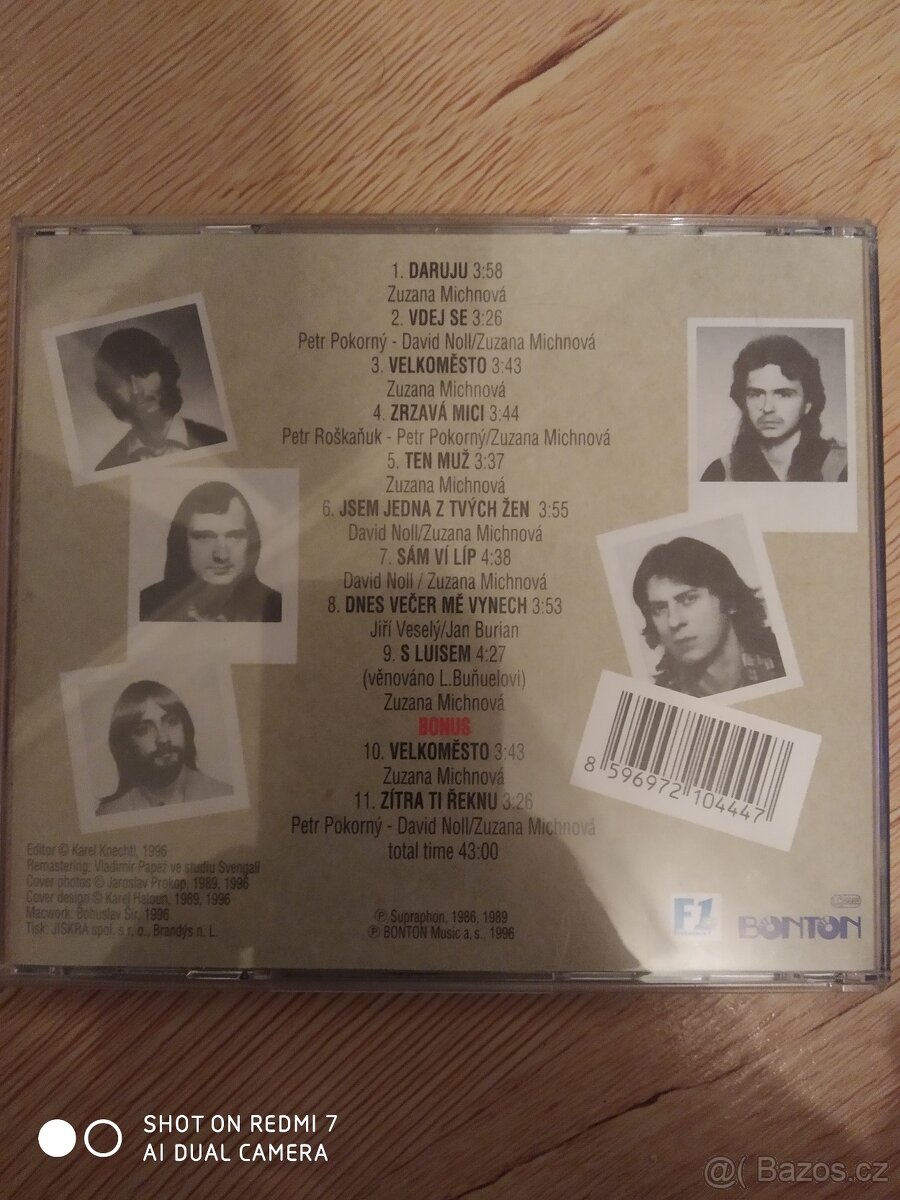 1. DARUJU 3:58
Zuzana Michnová
2. VDEJ SE 3:26
Petr Pokorný - David Noll/Zuzana Michnová
3. VELKOMĚSTO 3:43
Zuzana Michnová
4. ZRZAVÁ MICI 3:44
Petr Roškaňuk - Petr Pokorný/Zuzana Michnová
5. TEN MUŽ 3:37
Zuzana Michnová
6. JSEM JEDNA Z TVÝCH ŽEN 3:55
David Noll/Zuzana Michnová
7. SÁM VÍ LÍP 4:38
David Noll / Zuzana Michnová
8. DNES VEČER MĚ VYNECH 3:53
Jiří Veselý/Jan Burian
9. S LUISEM 4:27
(věnováno L.Buňuelovi)
Zuzana Michnová
BONUS
10. VELKOMĚSTO 3:43
Zuzana Michnová
11. ZÍTRA TI ŘEKNU 3:26
Petr Pokorný - David Noll/Zuzana Michnová
total time 43:00
8 596972 104447
Editor © Karel Knechtl, 1996
Remastering: Vladimír Papež ve studiu Svengali
Cover photos © Jaroslav Prokop, 1989, 1996
Cover design © Karel Haloun, 1989, 1996
Macwork: Bohuslav Šír, 1996
Tisk: JISKRA spol. s r. o., Brandýs n. L.
℗ Supraphon, 1986, 1989
℗ BONTON Music a. s., 1996
F1
BONTON
SHOT ON REDMI 7
AI DUAL CAMERA
@( Bazos.cz